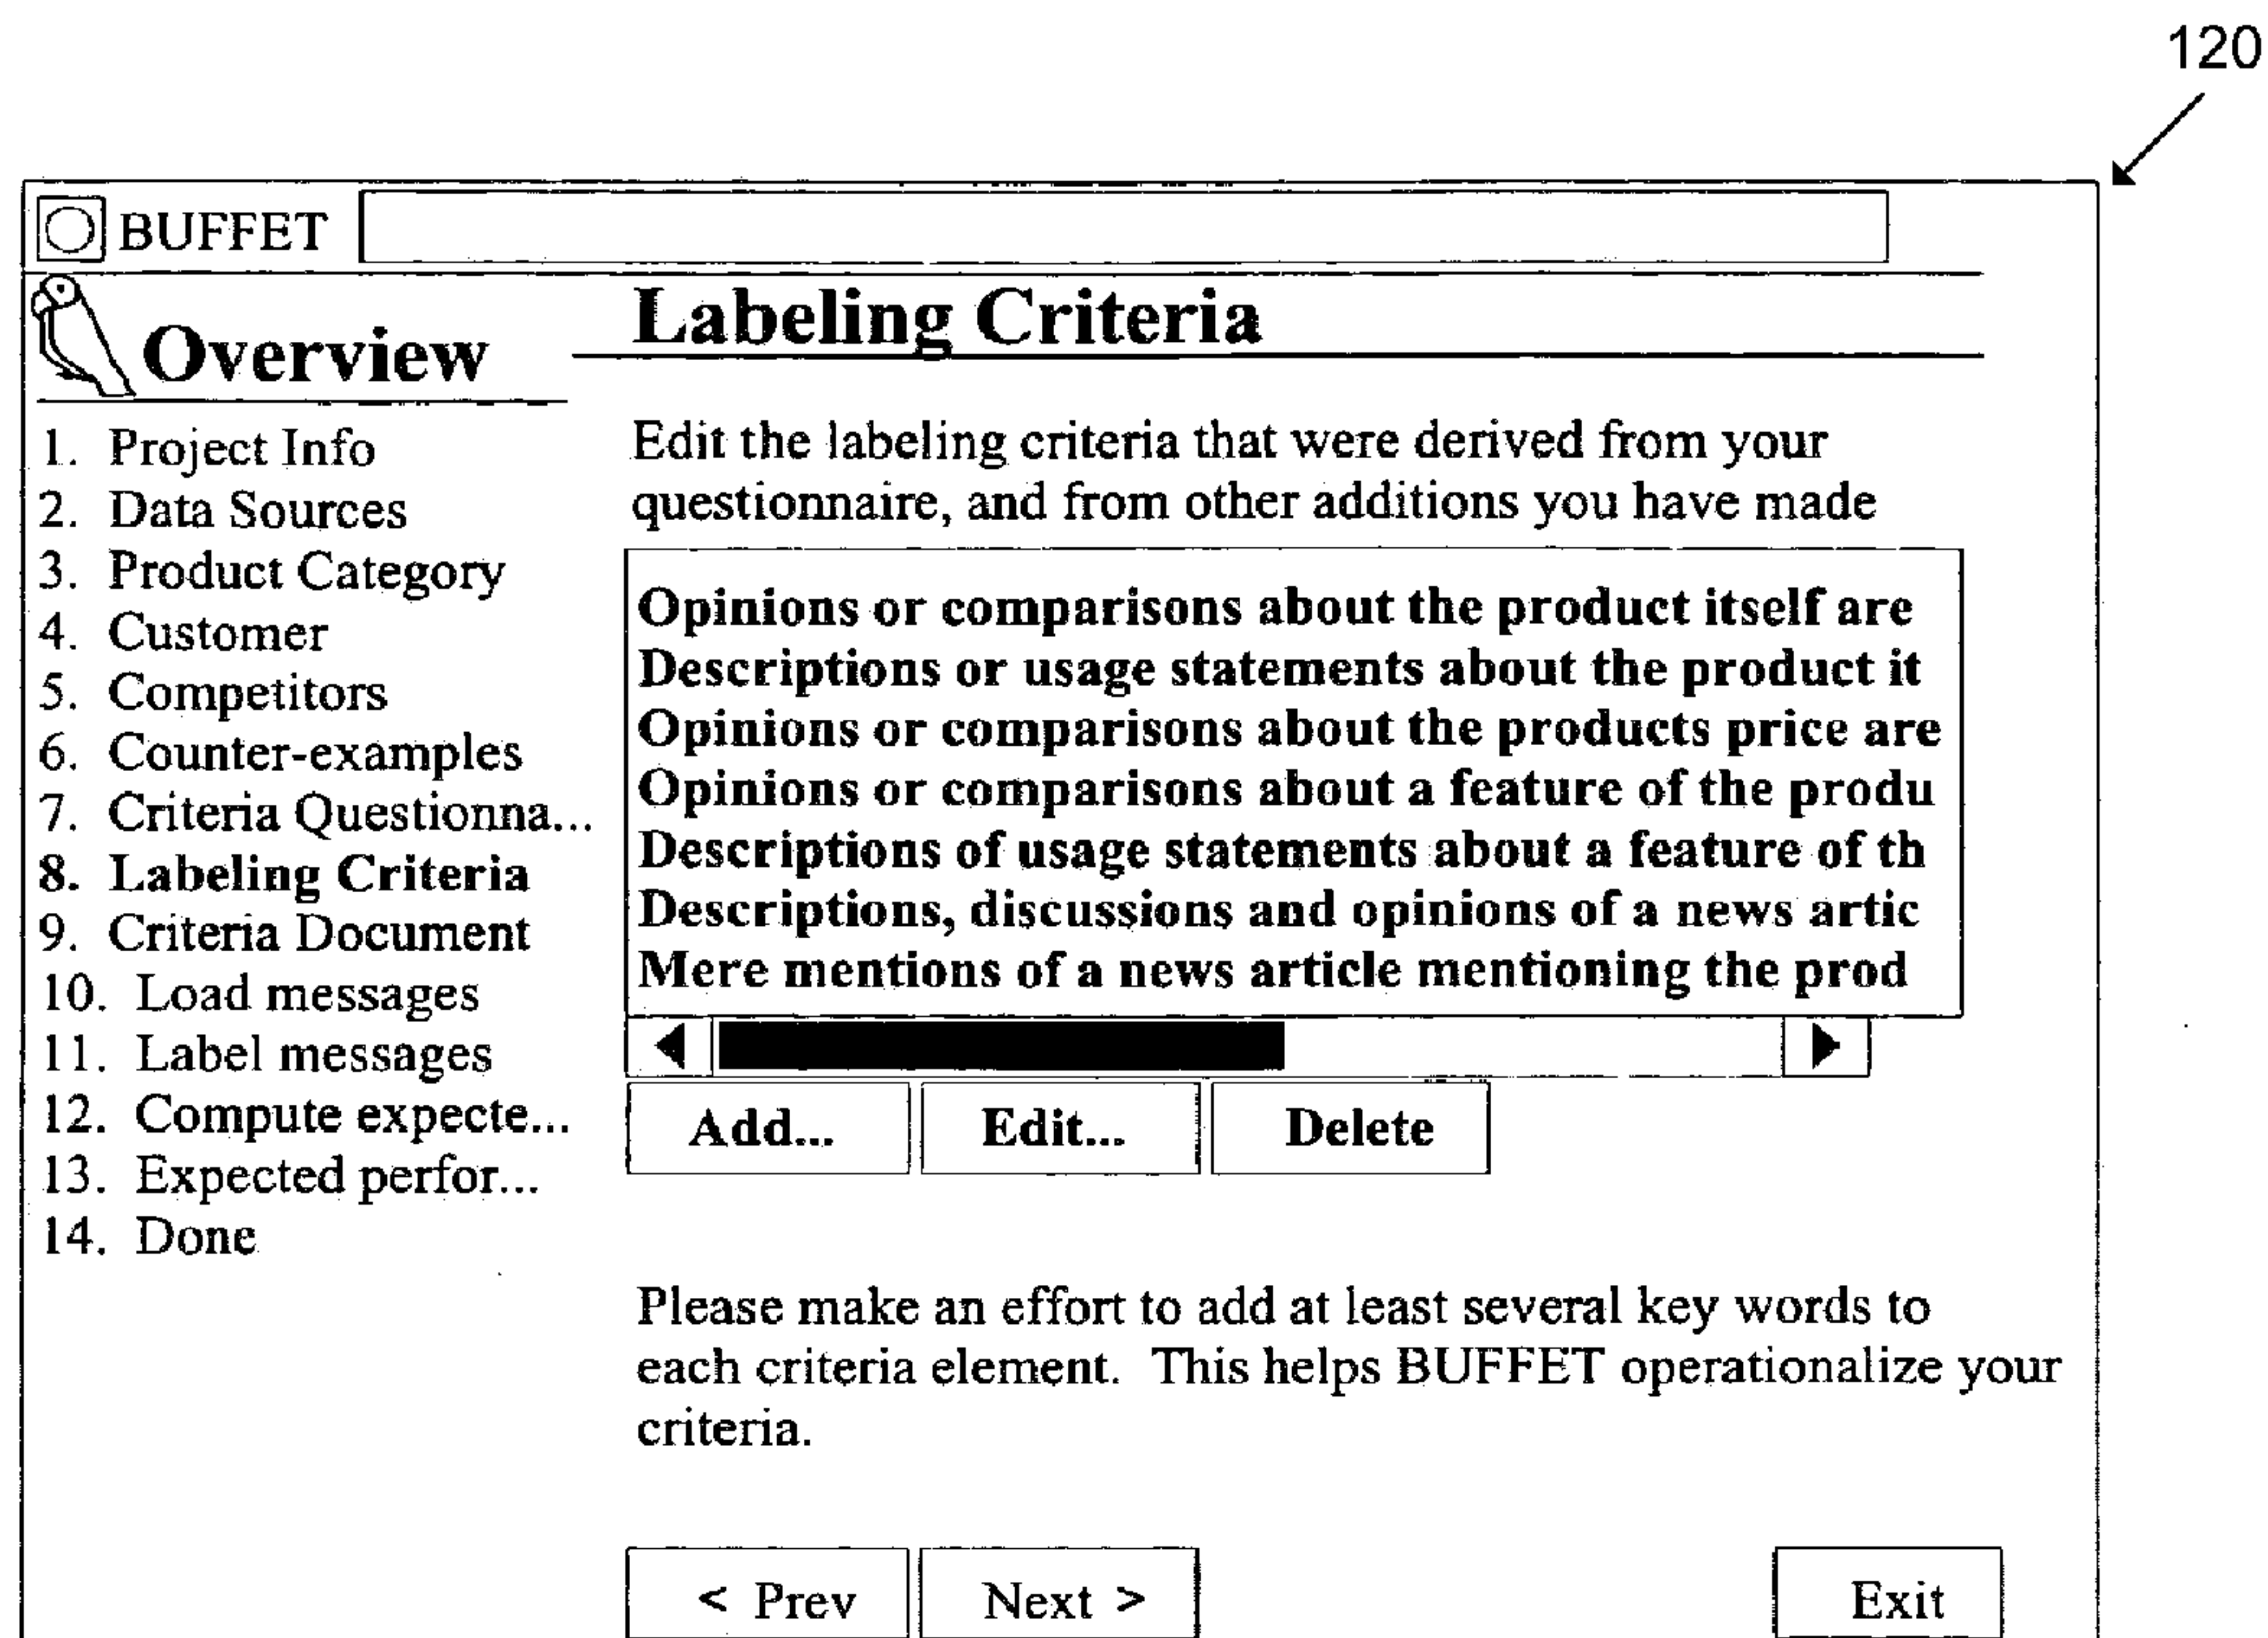 120
BUFFET
Overview
1. Project Info
2. Data Sources
3. Product Category
4. Customer
5. Competitors
6. Counter-examples
7. Criteria Questionna...
8. Labeling Criteria
9. Criteria Document
10. Load messages
11. Label messages
12. Compute expecte...
13. Expected perfor...
14. Done
Labeling Criteria
Edit the labeling criteria that were derived from your
questionnaire, and from other additions you have made
Opinions or comparisons about the product itself are
Descriptions or usage statements about the product it
Opinions or comparisons about the products price are
Opinions or comparisons about a feature of the produ
Descriptions of usage statements about a feature of th
Descriptions, discussions and opinions of a news artic
Mere mentions of a news article mentioning the prod
Add... Edit... Delete
Please make an effort to add at least several key words to
each criteria element. This helps BUFFET operationalize your
criteria.
< Prev Next > Exit